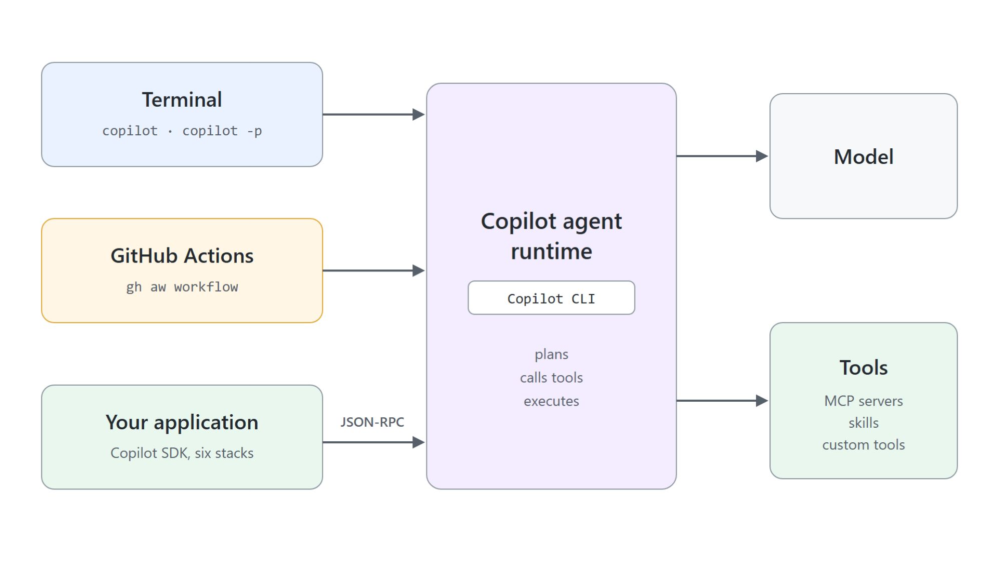 Terminal
copilot · copilot -p
GitHub Actions
gh aw workflow
Your application
Copilot SDK, six stacks
JSON-RPC
Copilot agent
runtime
Copilot CLI
plans
calls tools
executes
Model
Tools
MCP servers
skills
custom tools